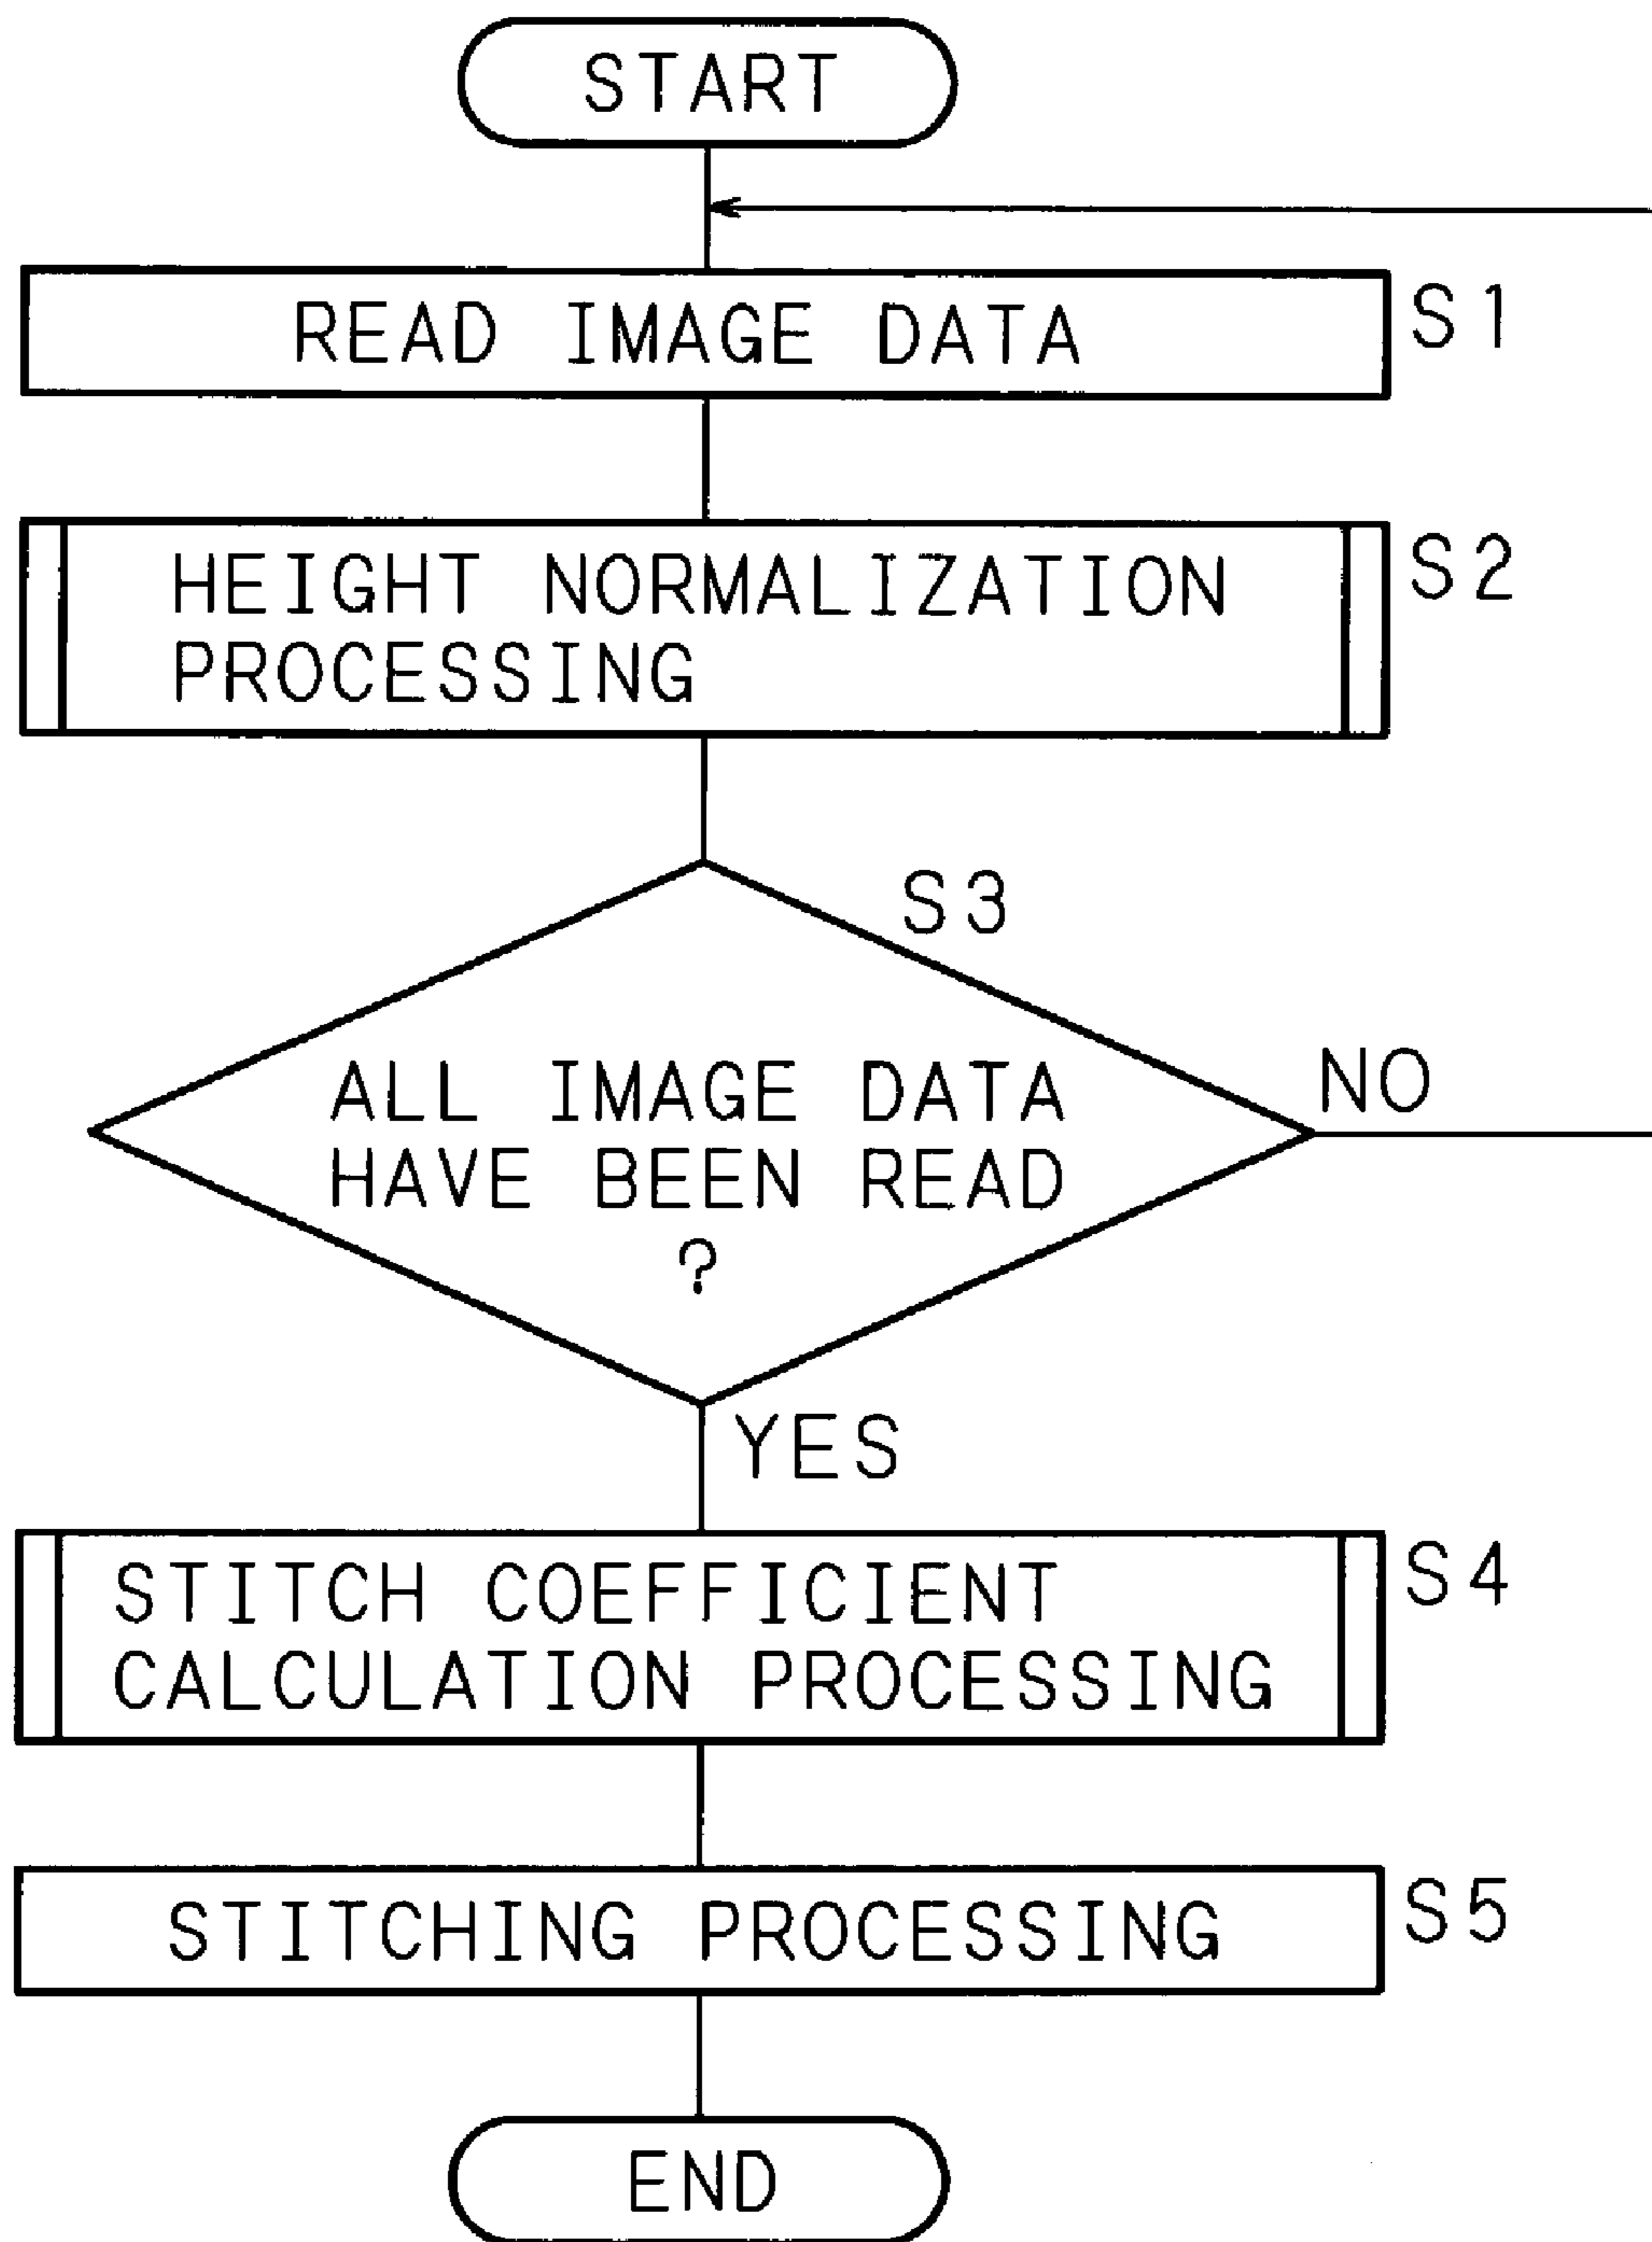 START
READ IMAGE DATA
S1
HEIGHT NORMALIZATION
PROCESSING
S2
S3
ALL IMAGE DATA
HAVE BEEN READ
?
NO
YES
STITCH COEFFICIENT
CALCULATION PROCESSING
S4
STITCHING PROCESSING
S5
END